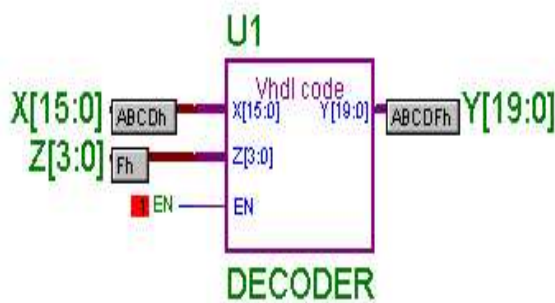 U1
Vhdl code
X[15:0] ABCDh X[15:0] Y[19:0] ABCDFh Y[19:0]
Z[3:0] Fh Z[3:0]
1 EN EN
DECODER